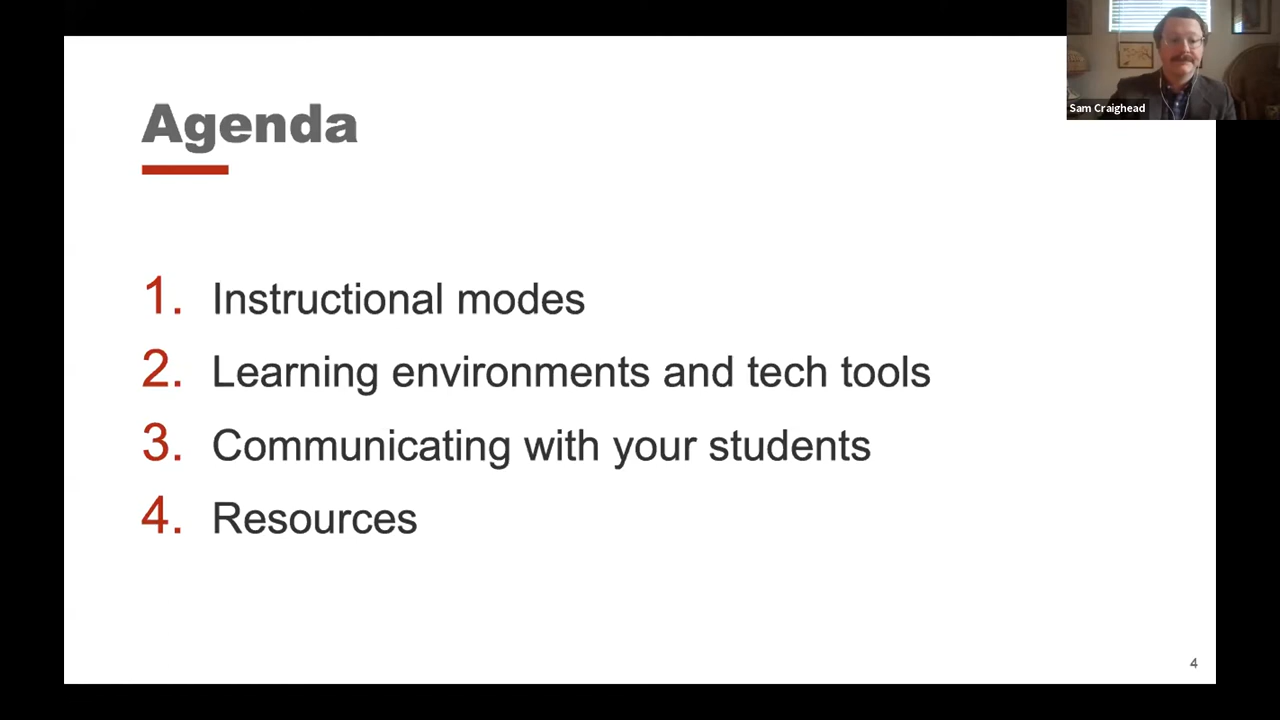 Agenda
1. Instructional modes
2. Learning environments and tech tools
3. Communicating with your students
4. Resources
4
Sam Craighead